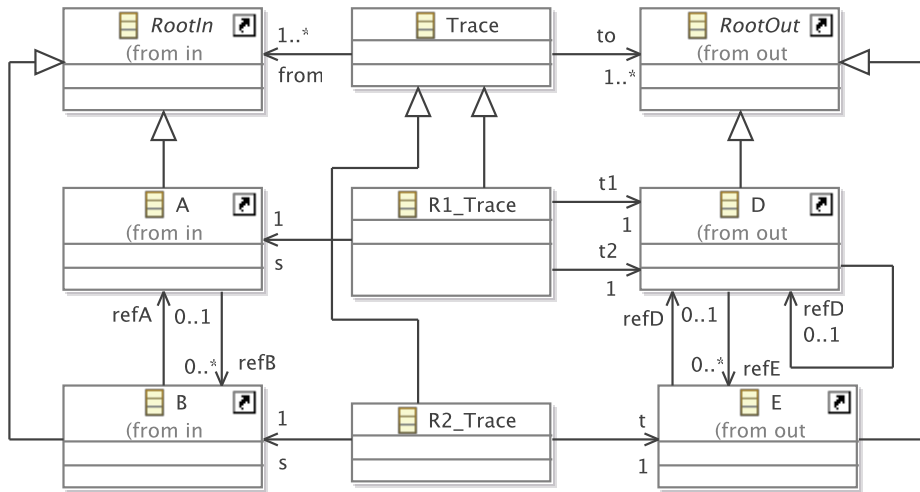 RootIn
(from in
Trace
RootOut
(from out
1..*
from
to
1..*
A
(from in
R1_Trace
D
(from out
1
s
t1
1
t2
1
refA
0..1
0..*
refB
refD
0..1
0..*
refE
refD
0..1
B
(from in
R2_Trace
E
(from out
1
s
t
1